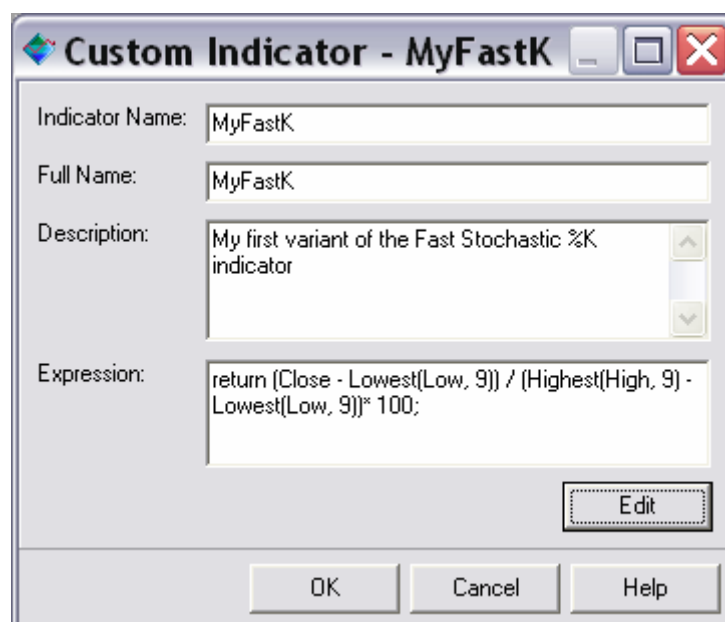 Custom Indicator - MyFastK
Indicator Name: MyFastK
Full Name: MyFastK
Description: My first variant of the Fast Stochastic %K
indicator
Expression: return (Close - Lowest(Low, 9)) / (Highest(High, 9) -
Lowest(Low, 9))* 100;
Edit
OK Cancel Help